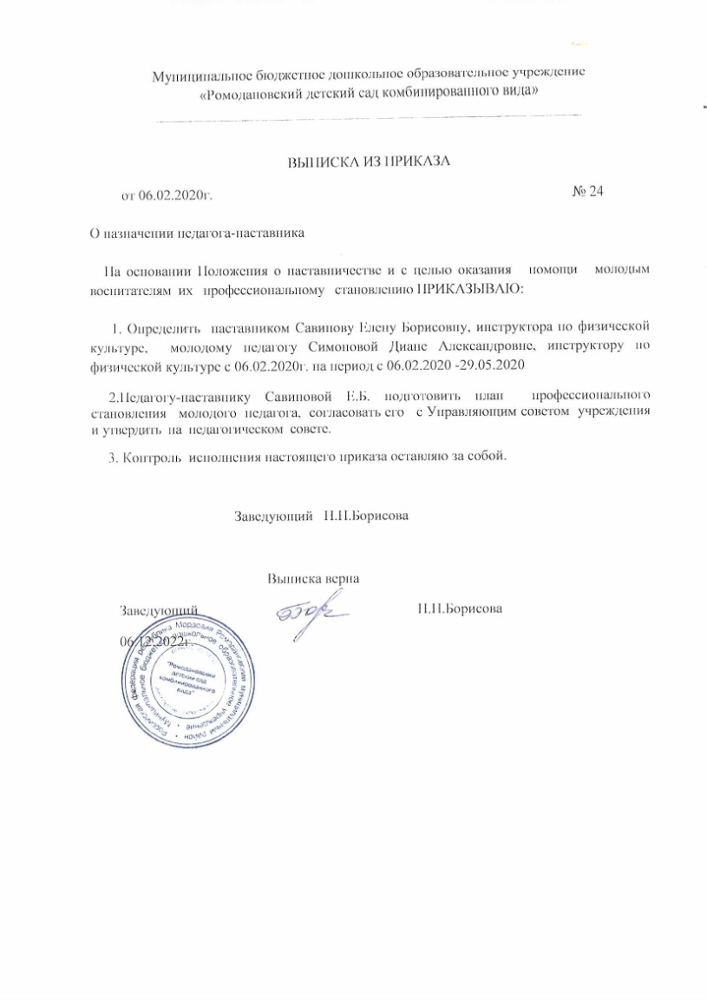 Муниципальное бюджетное дошкольное образовательное учреждение
«Ромодановский детский сад комбинированного вида»
ВЫПИСКА ИЗ ПРИКАЗА
от 06.02.2020г. № 24
О назначении педагога-наставника
На основании Положения о наставничестве и с целью оказания помощи молодым
воспитателям их профессиональному становлению ПРИКАЗЫВАЮ:
1. Определить наставником Савинову Елену Борисовну, инструктора по физической
культуре, молодому педагогу Симоновой Диане Александровне, инструктору по
физической культуре с 06.02.2020г. на период с 06.02.2020 -29.05.2020
2.Педагогу-наставнику Савиновой Е.Б. подготовить план профессионального
становления молодого педагога, согласовать его с Управляющим советом учреждения
и утвердить на педагогическом совете.
3. Контроль исполнения настоящего приказа оставляю за собой.
Заведующий Н.Н.Борисова
Выписка верна
Заведующий Н.Н.Борисова
06.12.2022г.
Российская федерация республика Мордовия Ромодановский муниципальный район
Муниципальное бюджетное дошкольное образовательное учреждение
"Ромодановский
детский сад
комбинированного
вида"